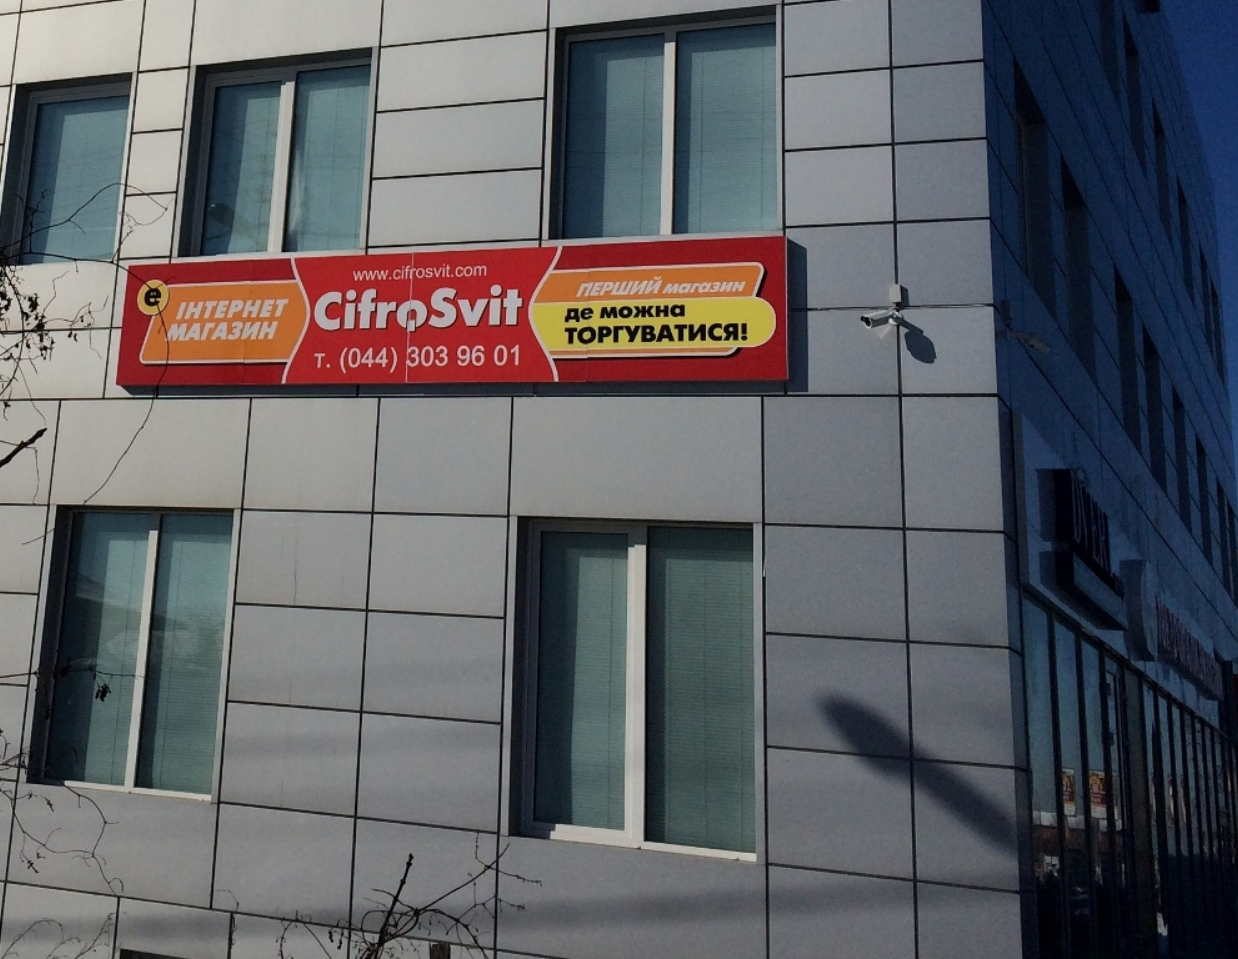 е
ІНТЕРНЕТ
МАГАЗИН
www.cifrosvit.com
CifroSvit
т. (044) 303 96 01
ПЕРШИЙ магазин
де можна
ТОРГУВАТИСЯ!